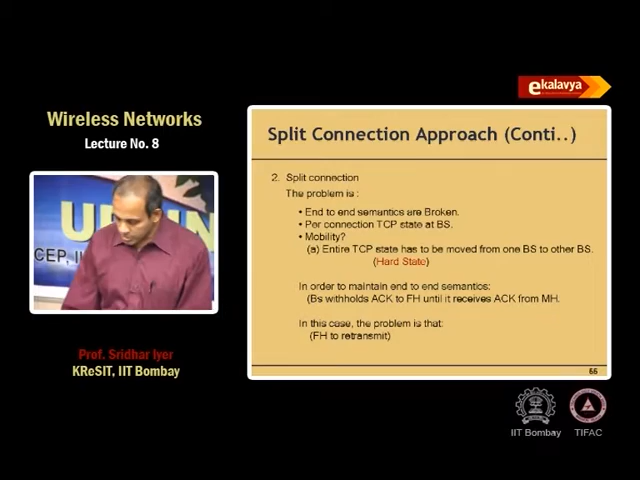 ekalavya
Wireless Networks
Lecture No. 8
Split Connection Approach (Conti..)
2. Split connection
The problem is :
• End to end semantics are Broken.
• Per connection TCP state at BS.
• Mobility?
(a) Entire TCP state has to be moved from one BS to other BS.
(Hard State)
In order to maintain end to end semantics:
(Bs withholds ACK to FH until it receives ACK from MH.
In this case, the problem is that:
(FH to retransmit)
66
CEP, I
Prof. Sridhar Iyer
KReSIT, IIT Bombay
IIT Bombay
TIFAC